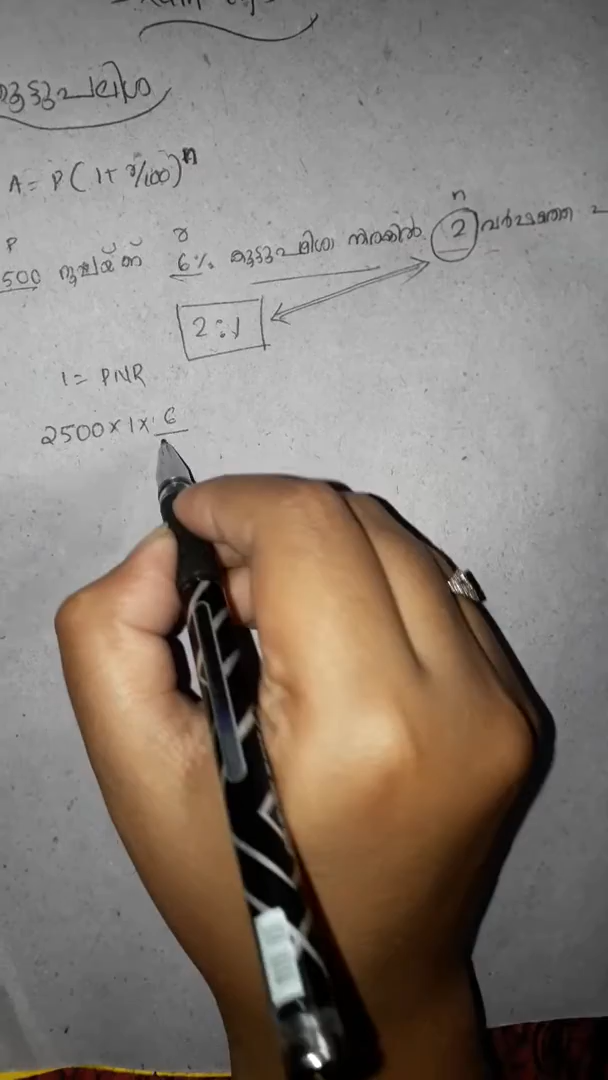 കൂട്ടുപലിശ
A = P ( 1 + r/100 )ⁿ
P r n
500 രൂപയ്ക്ക് 6% കൂട്ടുപലിശ നിരക്കിൽ 2 വർഷത്തെ
2 : 1
I = PNR
2500 × 1 × 6